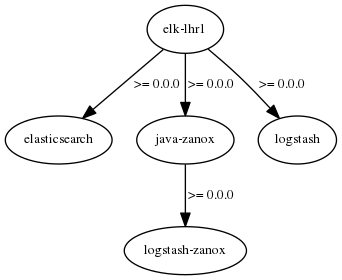 elk-lhrl
>= 0.0.0
>= 0.0.0
>= 0.0.0
elasticsearch
java-zanox
logstash
>= 0.0.0
logstash-zanox